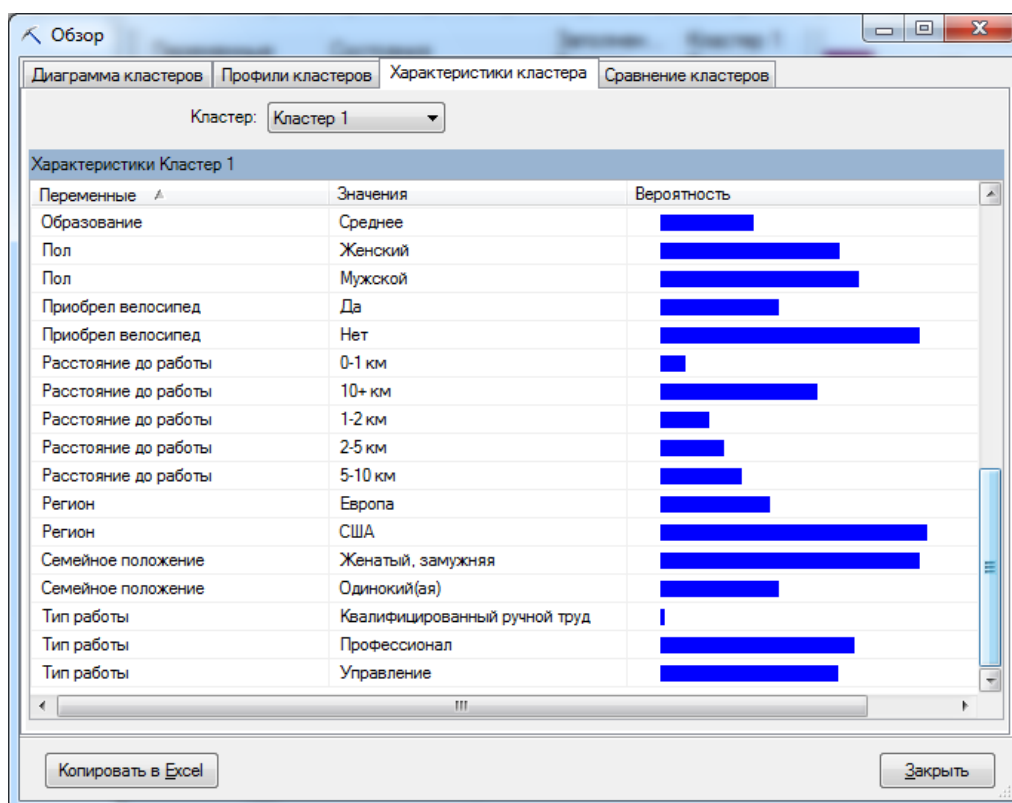 Обзор
Диаграмма кластеров Профили кластеров Характеристики кластера Сравнение кластеров
Кластер: Кластер 1
Характеристики Кластер 1
Переменные Значения Вероятность
Образование Среднее
Пол Женский
Пол Мужской
Приобрел велосипед Да
Приобрел велосипед Нет
Расстояние до работы 0-1 км
Расстояние до работы 10+ км
Расстояние до работы 1-2 км
Расстояние до работы 2-5 км
Расстояние до работы 5-10 км
Регион Европа
Регион США
Семейное положение Женатый, замужняя
Семейное положение Одинокий(ая)
Тип работы Квалифицированный ручной труд
Тип работы Профессионал
Тип работы Управление
Копировать в Excel Закрыть